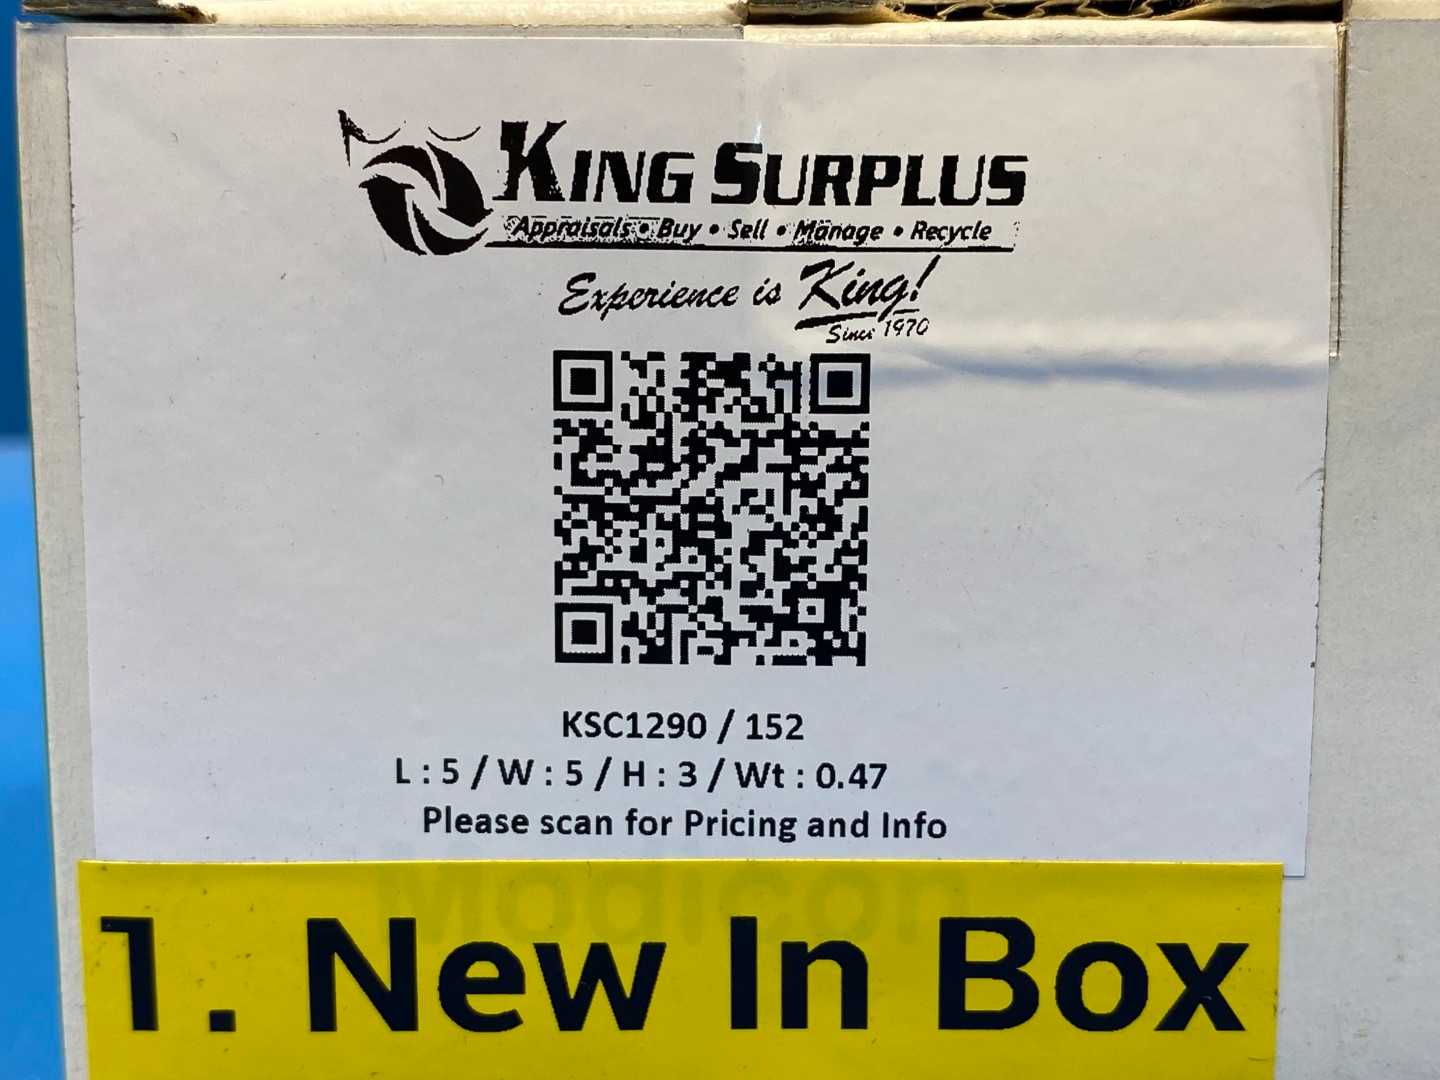 KING SURPLUS
Appraisals • Buy • Sell • Manage • Recycle
Experience is King!
Since 1970
KSC1290 / 152
L : 5 / W : 5 / H : 3 / Wt : 0.47
Please scan for Pricing and Info
Modicon
1. New In Box